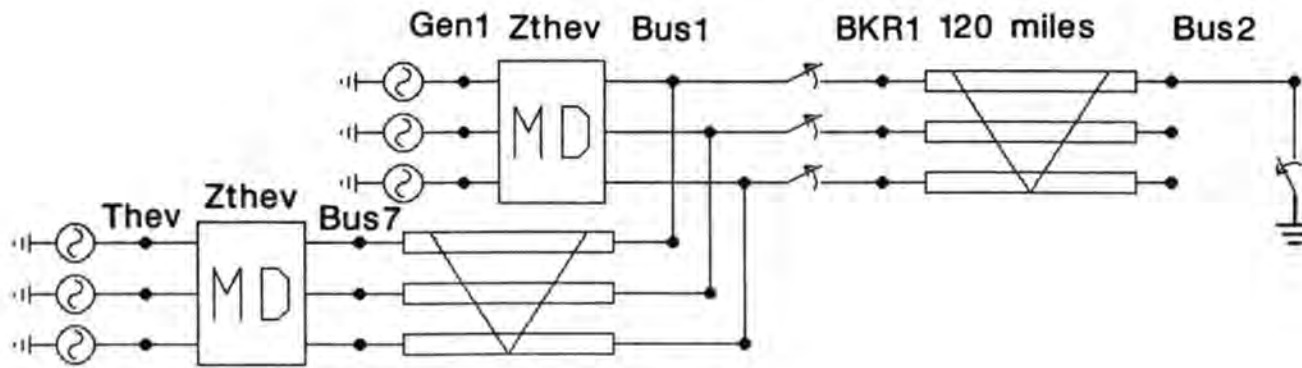 Gen1 Zthev Bus1 BKR1 120 miles Bus2
MD
Thev Zthev Bus7
MD